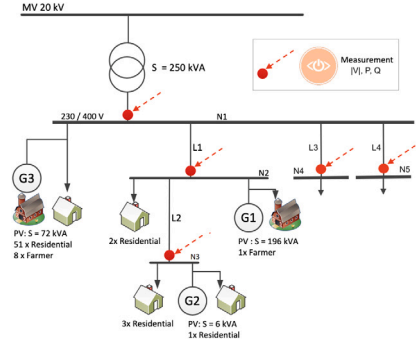 MV 20 kV
S = 250 kVA
Measurement
|V|, P, Q
230 / 400 V
N1
L1
L3
L4
N4
N5
N2
G3
L2
G1
PV: S = 72 kVA
51 x Residential
8 x Farmer
2x Residential
PV : S = 196 kVA
1x Farmer
N3
G2
3x Residential
PV: S = 6 kVA
1x Residential